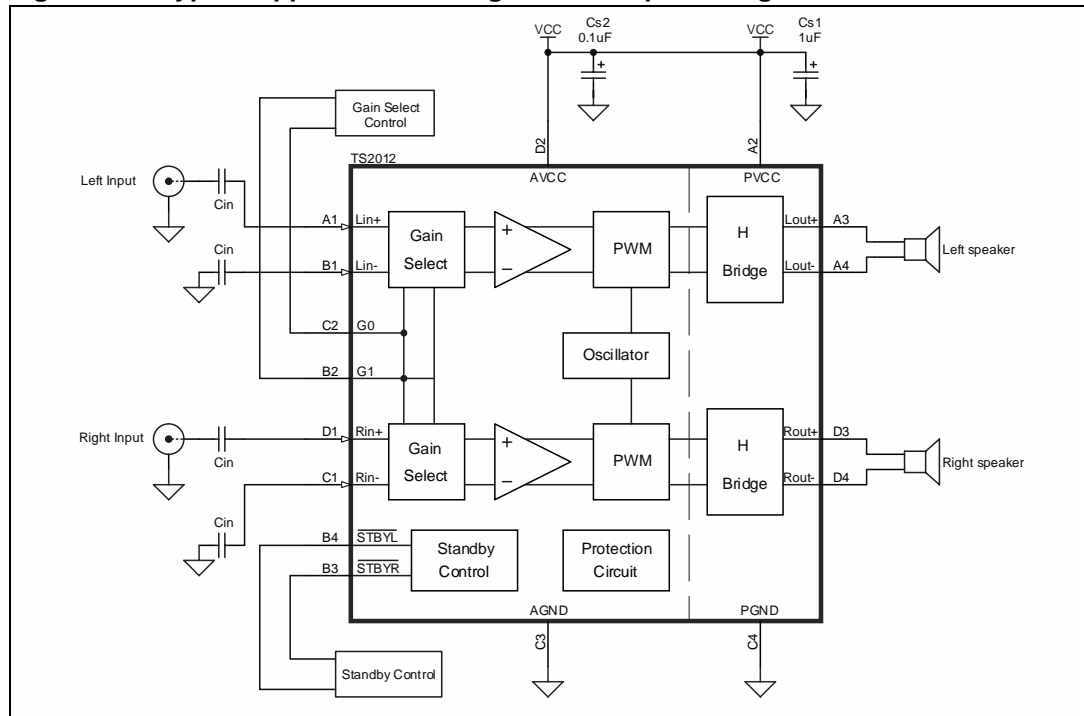 VCC
Cs2
0.1uF
VCC
Cs1
1uF
+
+
Gain Select
Control
D2
A2
TS2012
AVCC
PVCC
Left Input
Cin
A1
Lin+
Gain
Select
+
−
PWM
H
Bridge
Lout+
A3
Left speaker
Cin
B1
Lin-
Lout-
A4
C2
G0
Oscillator
B2
G1
Right Input
Cin
D1
Rin+
Gain
Select
+
−
PWM
H
Bridge
Rout+
D3
Right speaker
C1
Rin-
Rout-
D4
Cin
B4
STBYL
Standby
Control
Protection
Circuit
B3
STBYR
AGND
PGND
C3
C4
Standby Control